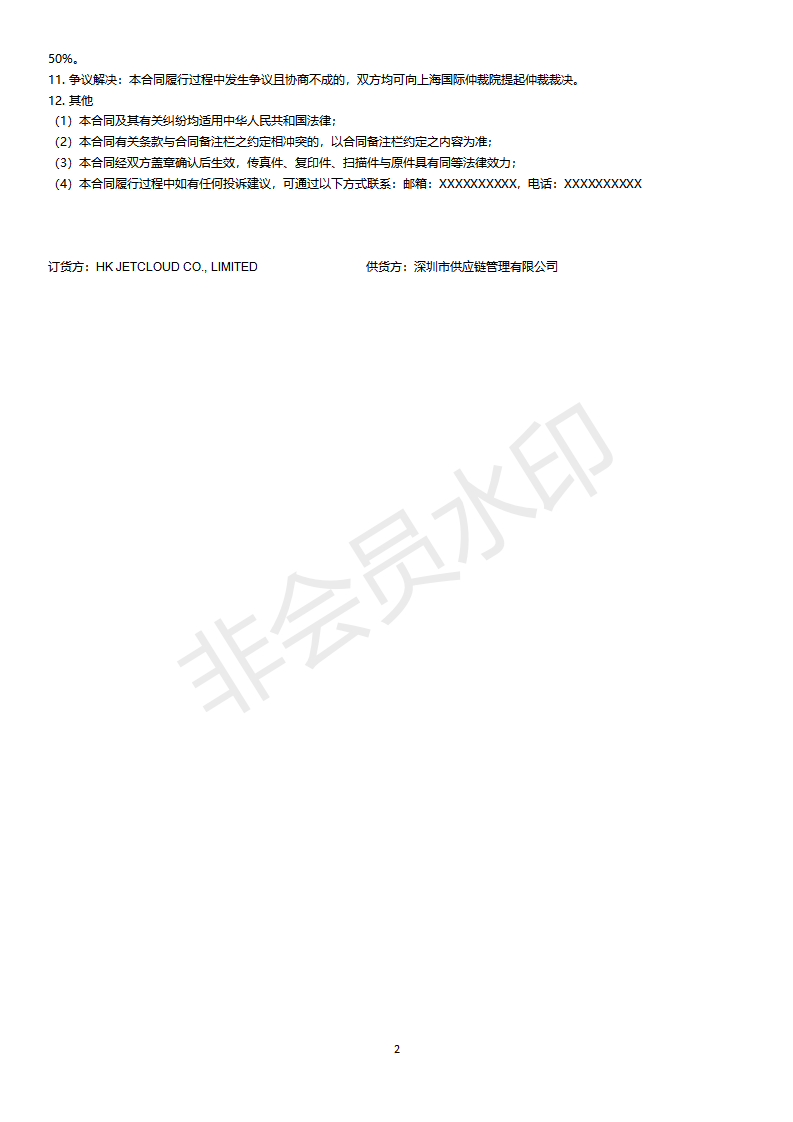 50%。
11. 争议解决：本合同履行过程中发生争议且协商不成的，双方均可向上海国际仲裁院提起仲裁裁决。
12. 其他
（1）本合同及其有关纠纷均适用中华人民共和国法律；
（2）本合同有关条款与合同备注栏之约定相冲突的，以合同备注栏约定之内容为准；
（3）本合同经双方盖章确认后生效，传真件、复印件、扫描件与原件具有同等法律效力；
（4）本合同履行过程中如有任何投诉建议，可通过以下方式联系：邮箱：XXXXXXXXXX，电话：XXXXXXXXXX
订货方：HK JETCLOUD CO., LIMITED 供货方：深圳市供应链管理有限公司
非会员水印
2